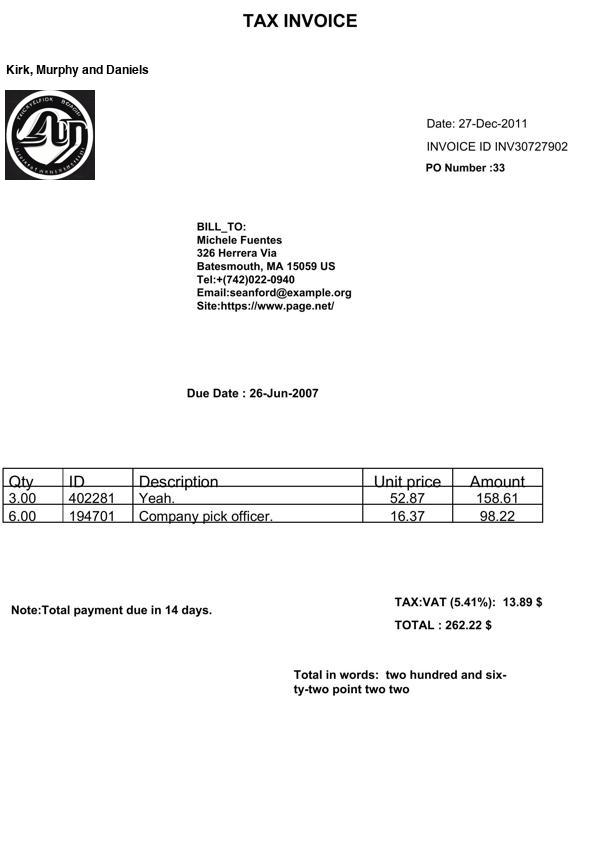 TAX INVOICE
Kirk, Murphy and Daniels
Date: 27-Dec-2011
INVOICE ID INV30727902
PO Number :33
BILL_TO:
Michele Fuentes
326 Herrera Via
Batesmouth, MA 15059 US
Tel:+(742)022-0940
Email:seanford@example.org
Site:https://www.page.net/
Due Date : 26-Jun-2007
Qty ID Description Unit price Amount
3.00 402281 Yeah. 52.87 158.61
6.00 194701 Company pick officer. 16.37 98.22
TAX:VAT (5.41%): 13.89 $
Note:Total payment due in 14 days.
TOTAL : 262.22 $
Total in words: two hundred and six-
ty-two point two two